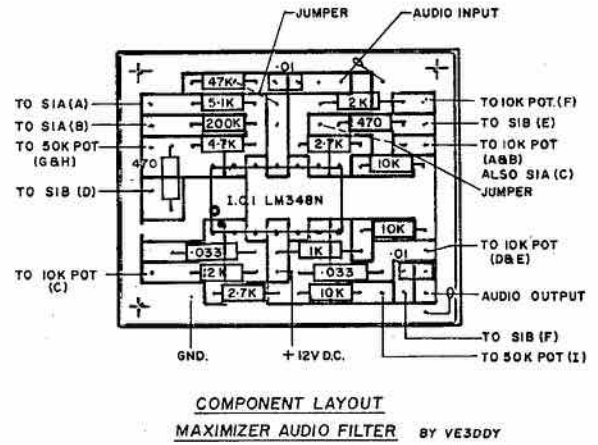 JUMPER
AUDIO INPUT
.01
47K
TO S1A(A)
5.1K
2K
TO 10K POT.(F)
TO S1A(B)
200K
470
TO S1B(E)
TO 50K POT
(G&H)
4.7K
2.7K
TO 10K POT
(A&B)
ALSO S1A(C)
470
10K
JUMPER
TO S1B(D)
I.C.1 LM348N
10K
.033
1K
.01
TO 10K POT
(D&E)
TO 10K POT
(C)
12K
.033
2.7K
10K
AUDIO OUTPUT
TO S1B(F)
GND.
+12V D.C.
TO 50K POT(I)
COMPONENT LAYOUT
MAXIMIZER AUDIO FILTER BY VE3DDY